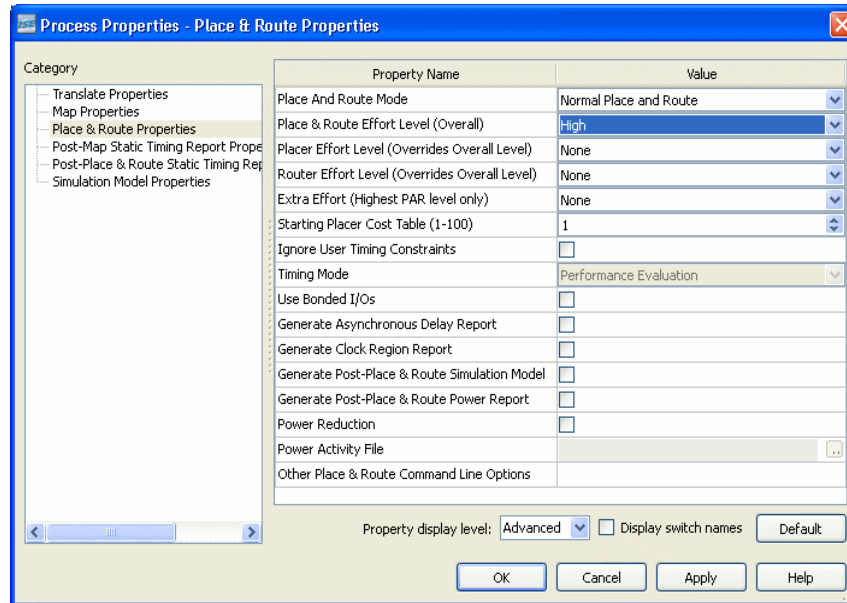 ISE Process Properties - Place & Route Properties
Category
Translate Properties
Map Properties
Place & Route Properties
Post-Map Static Timing Report Prope
Post-Place & Route Static Timing Rep
Simulation Model Properties
Property Name Value
Place And Route Mode Normal Place and Route
Place & Route Effort Level (Overall) High
Placer Effort Level (Overrides Overall Level) None
Router Effort Level (Overrides Overall Level) None
Extra Effort (Highest PAR level only) None
Starting Placer Cost Table (1-100) 1
Ignore User Timing Constraints
Timing Mode Performance Evaluation
Use Bonded I/Os
Generate Asynchronous Delay Report
Generate Clock Region Report
Generate Post-Place & Route Simulation Model
Generate Post-Place & Route Power Report
Power Reduction
Power Activity File ..
Other Place & Route Command Line Options
Property display level: Advanced Display switch names Default
OK Cancel Apply Help